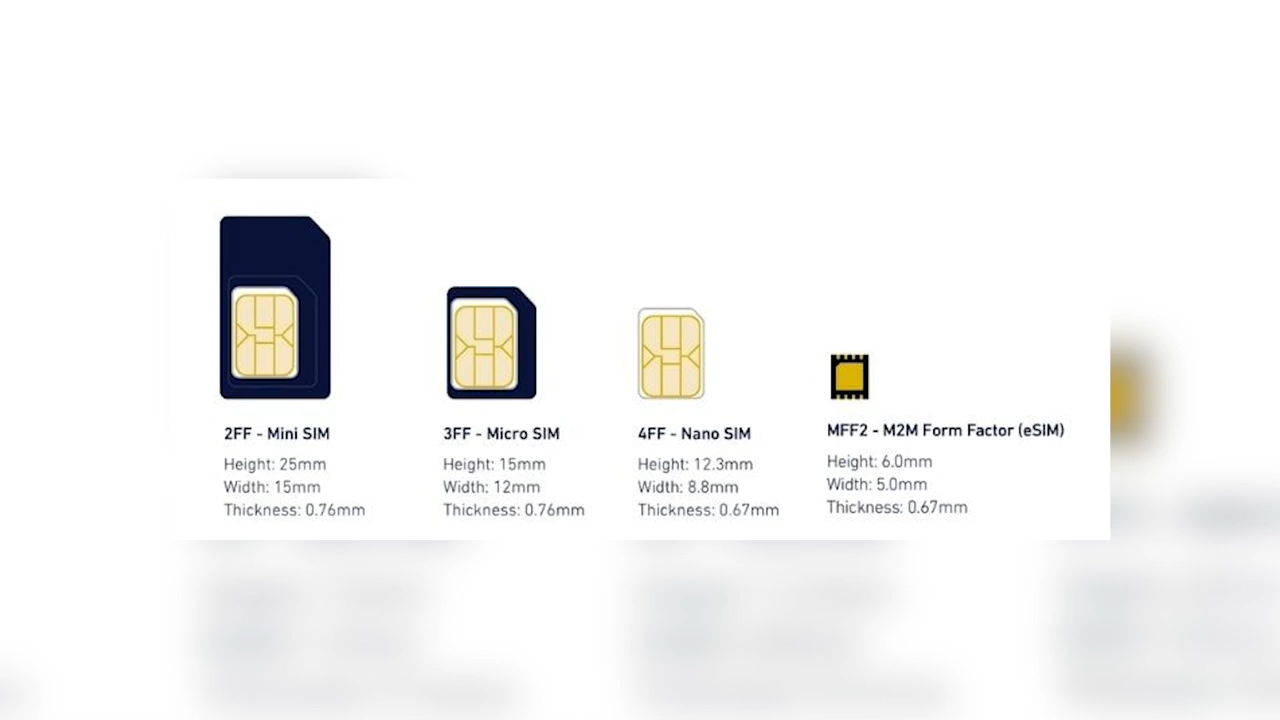 2FF - Mini SIM
Height: 25mm
Width: 15mm
Thickness: 0.76mm
3FF - Micro SIM
Height: 15mm
Width: 12mm
Thickness: 0.76mm
4FF - Nano SIM
Height: 12.3mm
Width: 8.8mm
Thickness: 0.67mm
MFF2 - M2M Form Factor (eSIM)
Height: 6.0mm
Width: 5.0mm
Thickness: 0.67mm